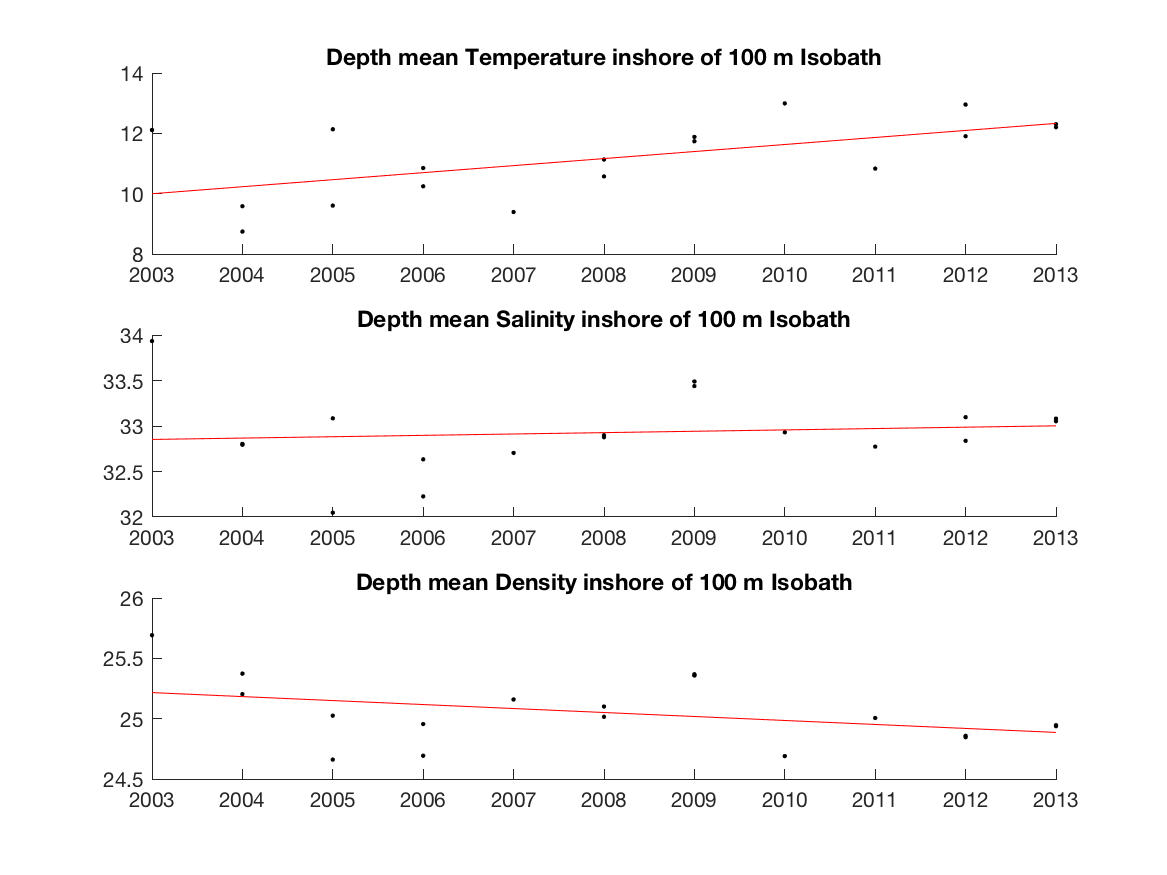 Depth mean Temperature inshore of 100 m Isobath
14
12
10
8
2003 2004 2005 2006 2007 2008 2009 2010 2011 2012 2013
Depth mean Salinity inshore of 100 m Isobath
34
33.5
33
32.5
32
2003 2004 2005 2006 2007 2008 2009 2010 2011 2012 2013
Depth mean Density inshore of 100 m Isobath
26
25.5
25
24.5
2003 2004 2005 2006 2007 2008 2009 2010 2011 2012 2013